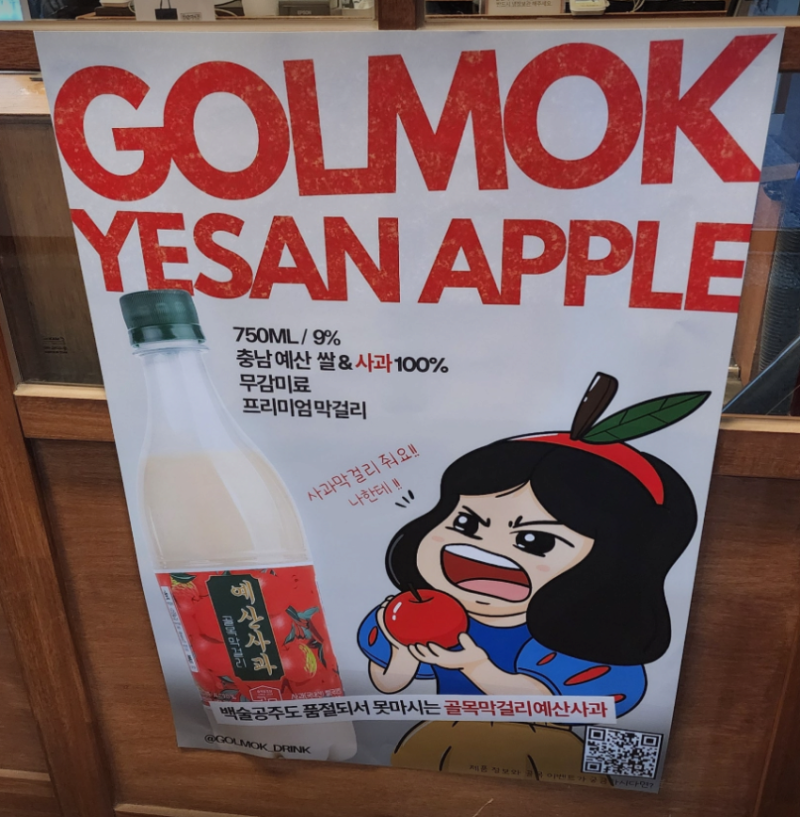 GOLMOK
YESAN APPLE
750ML / 9%
충남 예산 쌀 & 사과 100%
무감미료
프리미엄 막걸리
사과막걸리 줘요!!
나한테!!
예산사과
골목막걸리
백술공주도 품절되서 못마시는 골목막걸리예산사과
@GOLMOK_DRINK